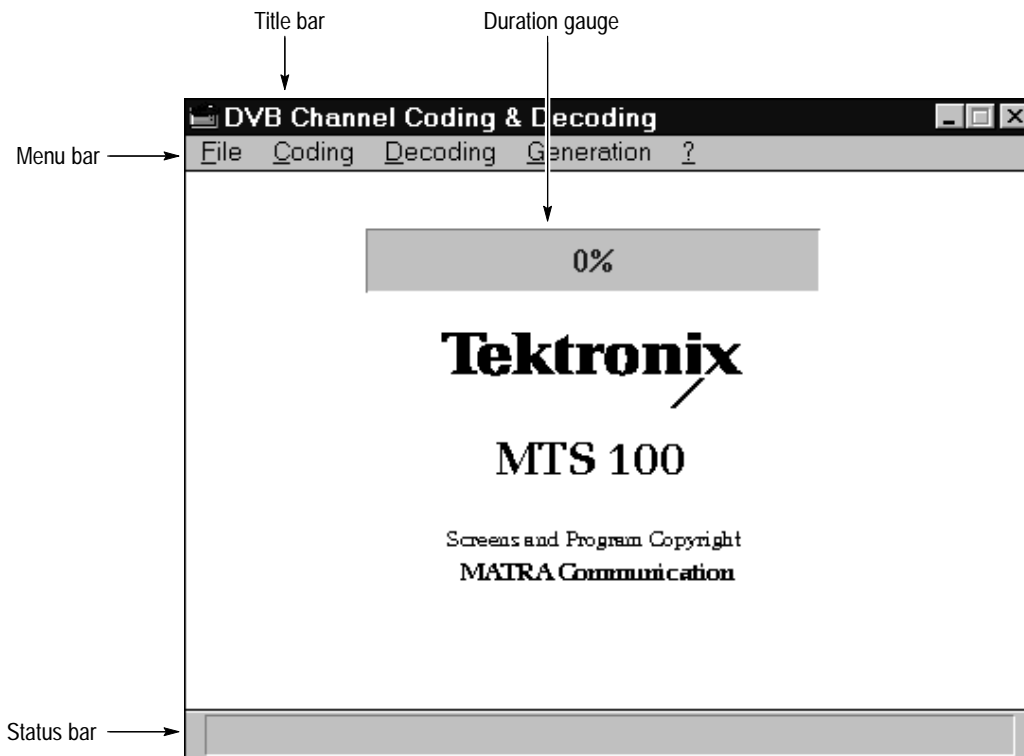 Title bar Duration gauge
DVB Channel Coding & Decoding
Menu bar
File Coding Decoding Generation ?
0%
Tektronix
MTS 100
Screens and Program Copyright
MATRA Communication
Status bar